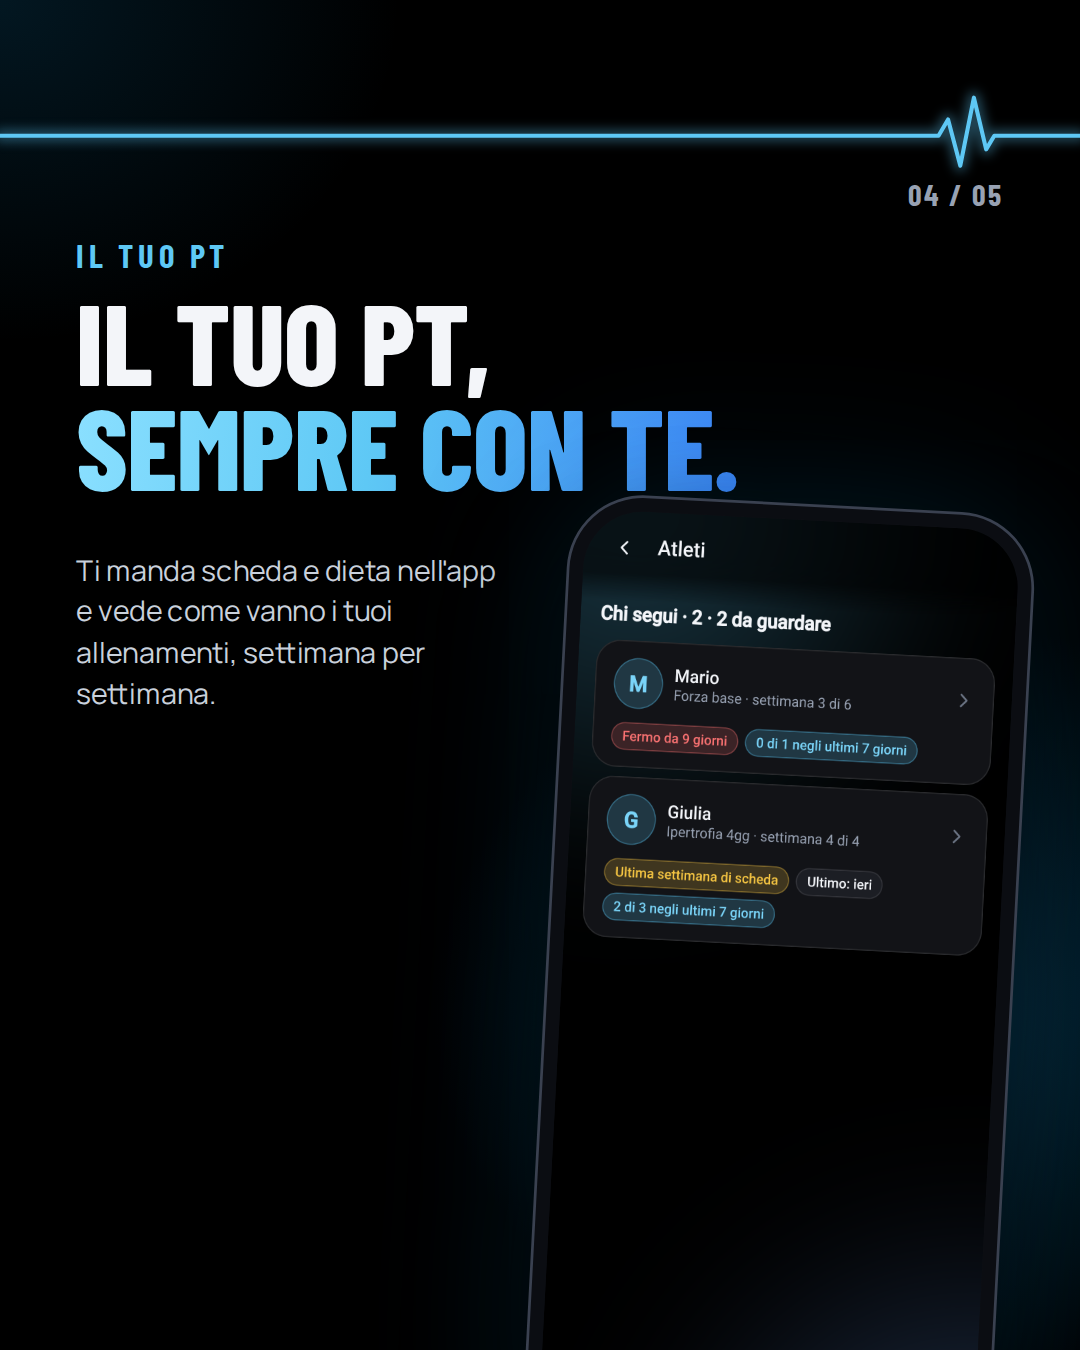 04 / 05
IL TUO PT
IL TUO PT,
SEMPRE CON TE.
Ti manda scheda e dieta nell'app
e vede come vanno i tuoi
allenamenti, settimana per
settimana.
Atleti
Chi segui · 2 · 2 da guardare
M
Mario
Forza base · settimana 3 di 6
Fermo da 9 giorni
0 di 1 negli ultimi 7 giorni
G
Giulia
Ipertrofia 4gg · settimana 4 di 4
Ultima settimana di scheda
Ultimo: ieri
2 di 3 negli ultimi 7 giorni